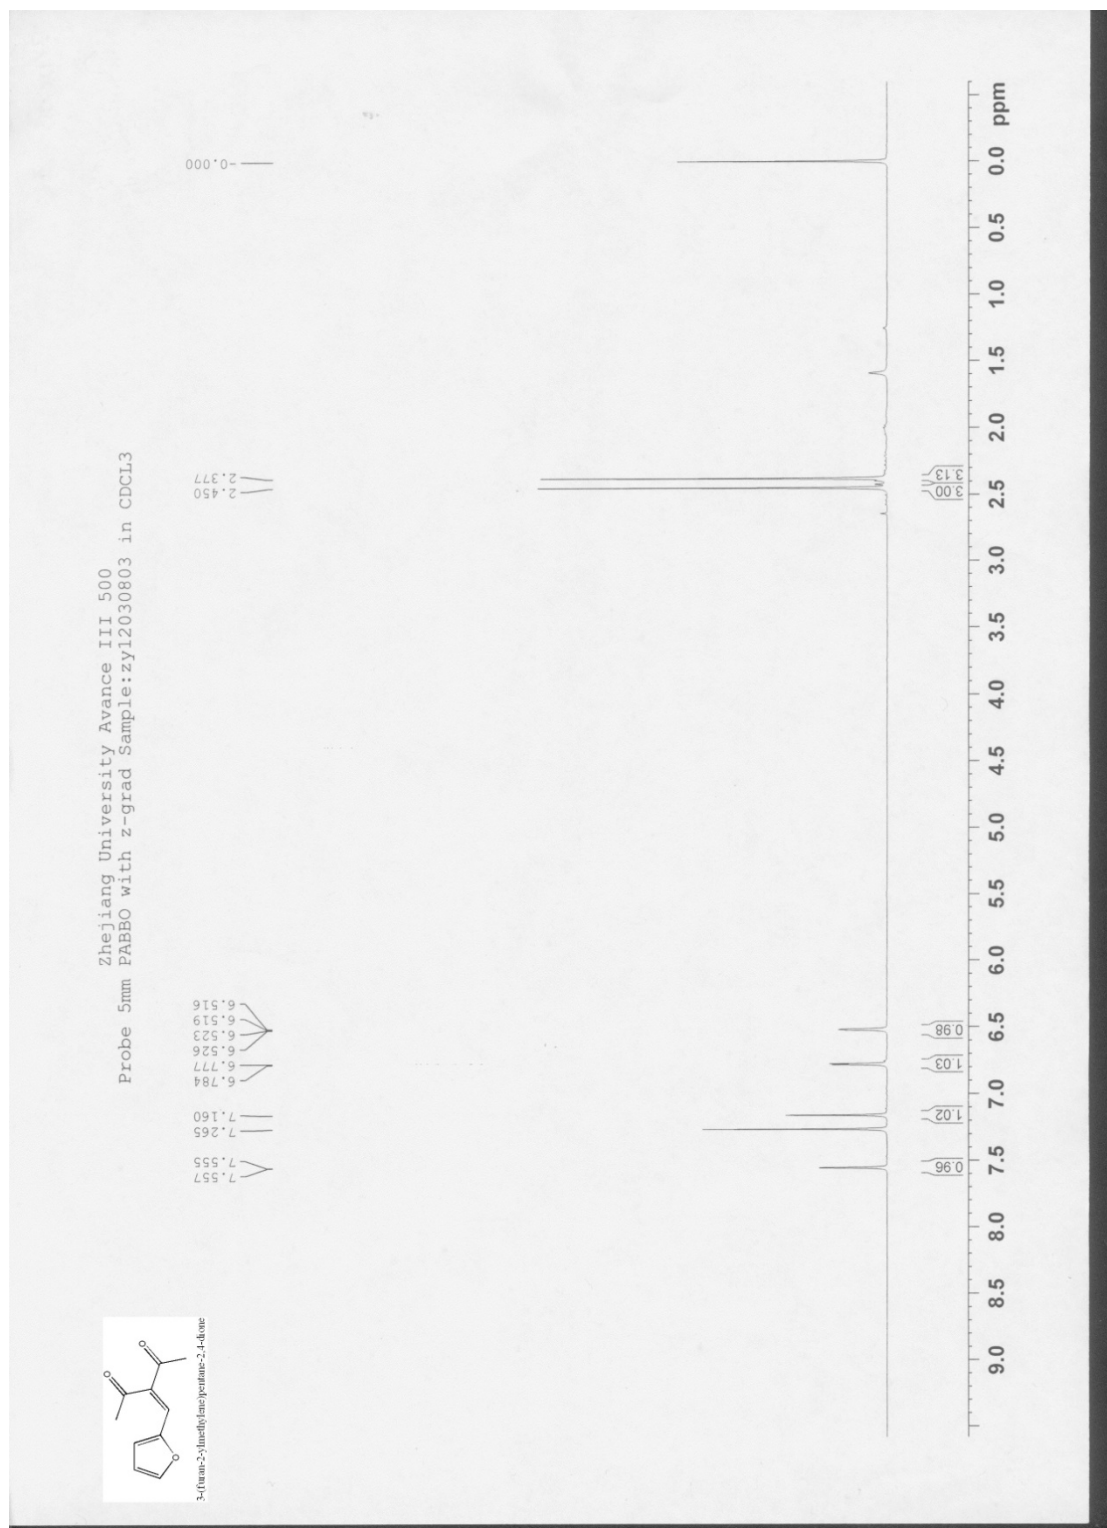 Zhejiang University Avance III 500
Probe 5mm PABBO with z-grad Sample:zy12030803 in CDCL3
7.557
7.555
7.265
7.160
6.784
6.777
6.526
6.523
6.519
6.516
2.450
2.377
-0.000
O
O
O
3-(furan-2-ylmethylene)pentane-2,4-dione
0.96
1.02
1.03
0.98
3.00
3.13
9.0 8.5 8.0 7.5 7.0 6.5 6.0 5.5 5.0 4.5 4.0 3.5 3.0 2.5 2.0 1.5 1.0 0.5 0.0 ppm